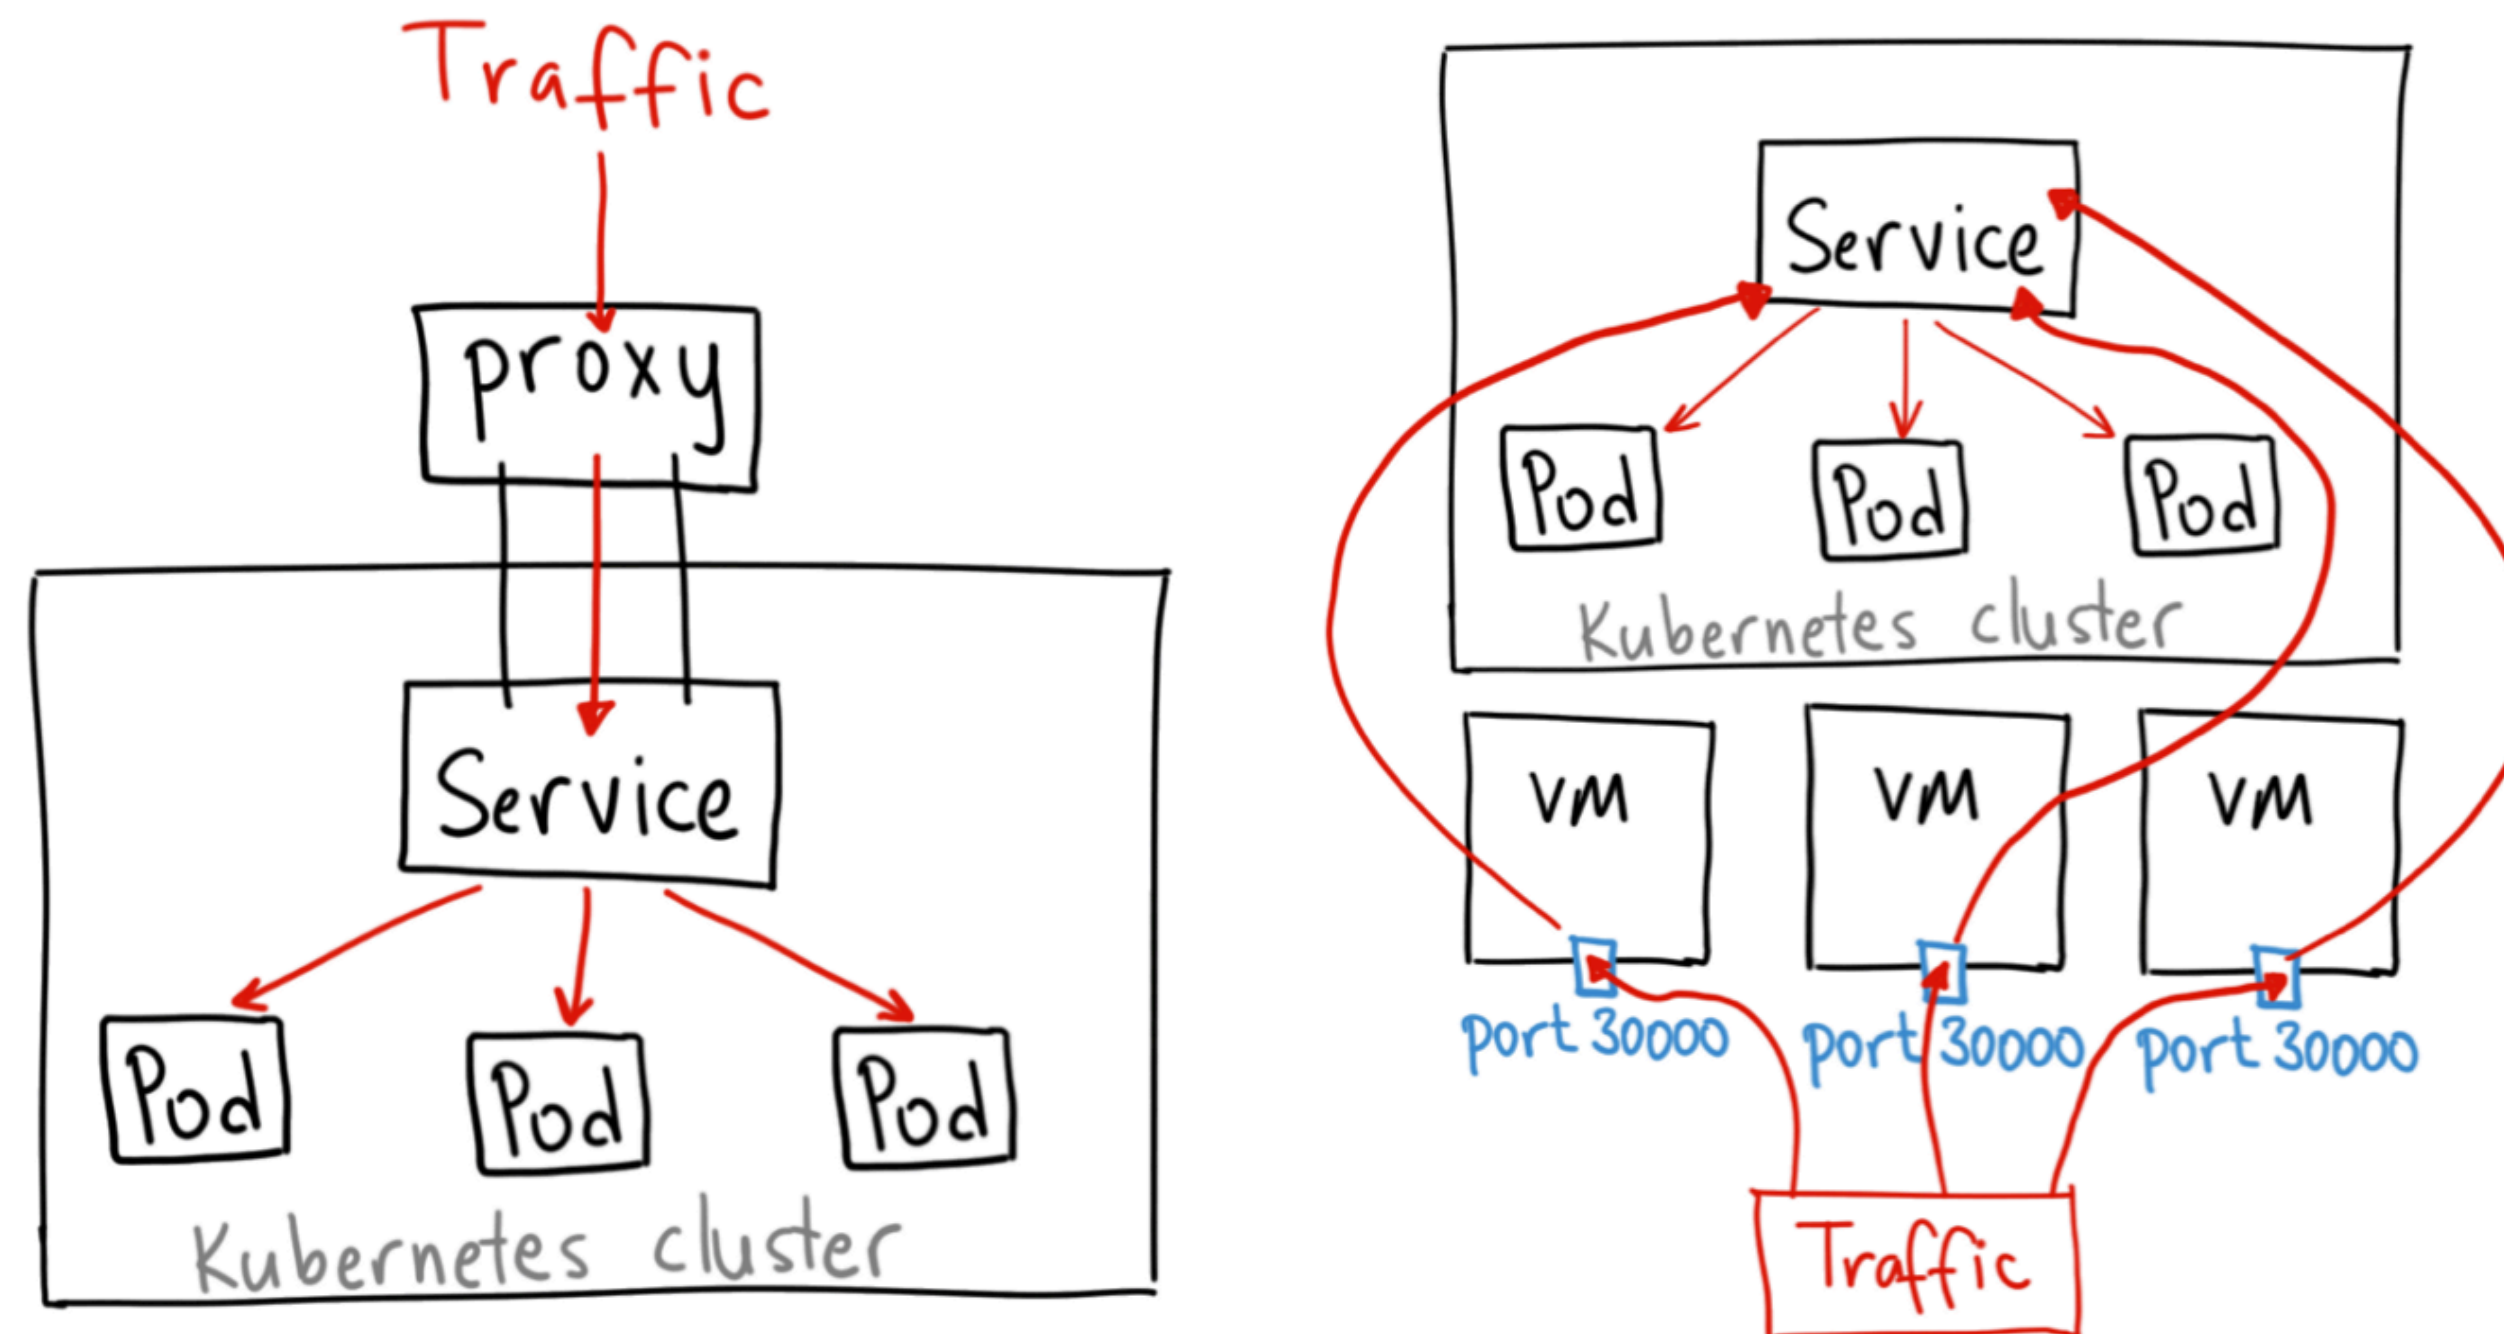 Traffic
proxy
Service
Pod
Pod
Pod
Kubernetes cluster
Service
Pod
Pod
Pod
Kubernetes cluster
VM
VM
VM
port 30000
port 30000
port 30000
Traffic